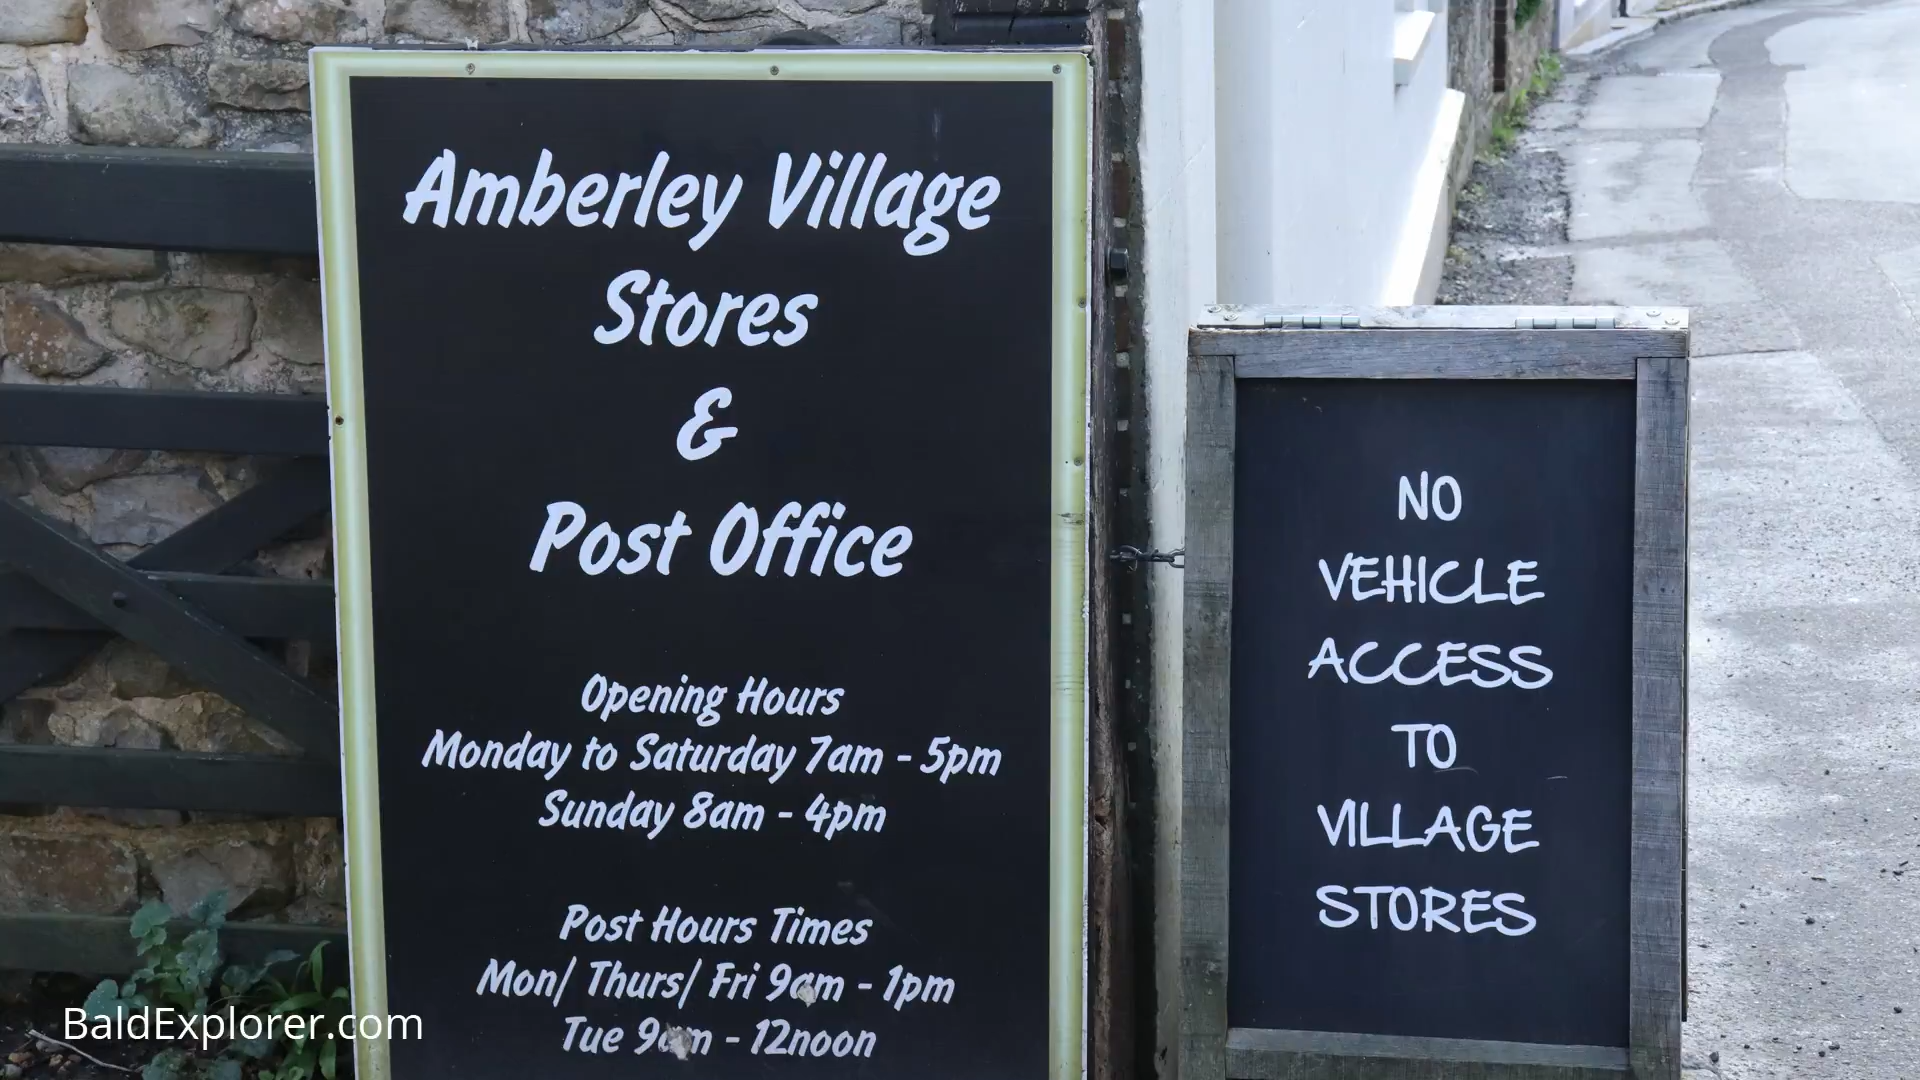 Amberley Village
Stores
&
Post Office
Opening Hours
Monday to Saturday 7am - 5pm
Sunday 8am - 4pm
Post Hours Times
Mon/ Thurs/ Fri 9am - 1pm
Tue 9am - 12noon
NO
VEHICLE
ACCESS
TO
VILLAGE
STORES
BaldExplorer.com